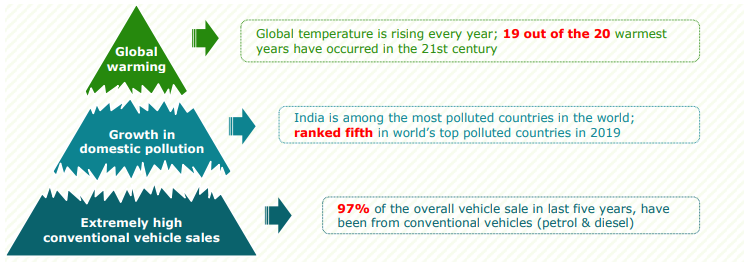 Global
warming
Global temperature is rising every year; 19 out of the 20 warmest
years have occurred in the 21st century
Growth in
domestic pollution
India is among the most polluted countries in the world;
ranked fifth in world's top polluted countries in 2019
Extremely high
conventional vehicle sales
97% of the overall vehicle sale in last five years, have
been from conventional vehicles (petrol & diesel)